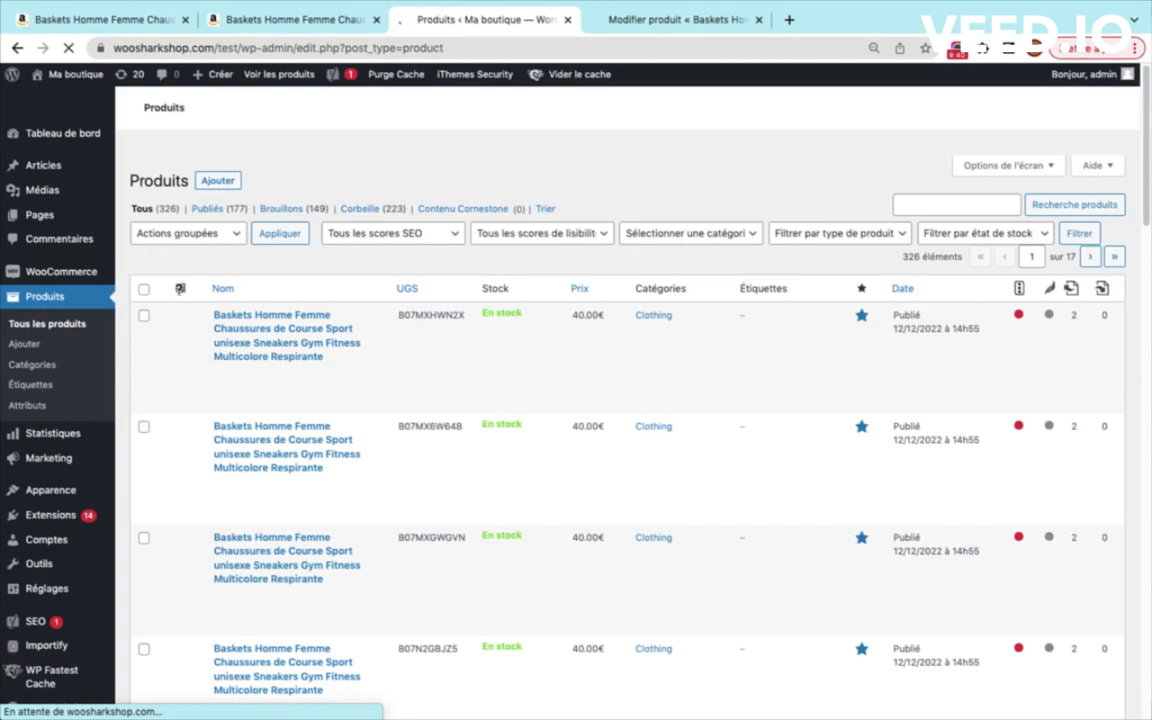 Baskets Homme Femme Chaus
Baskets Homme Femme Chaus
Produits ‹ Ma boutique — Wor
Modifier produit « Baskets Hom
VEED.IO
woosharkshop.com/test/wp-admin/edit.php?post_type=product
Ma boutique 20 0 Créer Voir les produits 1 Purge Cache iThemes Security Vider le cache Bonjour, admin
Produits
Tableau de bord
Articles
Médias
Pages
Commentaires
WooCommerce
Produits
Tous les produits
Ajouter
Catégories
Étiquettes
Attributs
Statistiques
Marketing
Apparence
Extensions 14
Comptes
Outils
Réglages
SEO 1
Importify
WP Fastest
Cache
Options de l'écran Aide
Produits Ajouter
Tous (326) | Publiés (177) | Brouillons (149) | Corbeille (223) | Contenu Cornestone (0) | Trier
Recherche produits
Actions groupées Appliquer Tous les scores SEO Tous les scores de lisibilit Sélectionner une catégori Filtrer par type de produit Filtrer par état de stock Filtrer
326 éléments « ‹ 1 sur 17 › »
Nom UGS Stock Prix Catégories Étiquettes Date
Baskets Homme Femme B07MXHWN2X En stock 40.00€ Clothing – Publié 2 0
Chaussures de Course Sport 12/12/2022 à 14h55
unisexe Sneakers Gym Fitness
Multicolore Respirante
Baskets Homme Femme B07MX6W64B En stock 40.00€ Clothing – Publié 2 0
Chaussures de Course Sport 12/12/2022 à 14h55
unisexe Sneakers Gym Fitness
Multicolore Respirante
Baskets Homme Femme B07MXGWGVN En stock 40.00€ Clothing – Publié 2 0
Chaussures de Course Sport 12/12/2022 à 14h55
unisexe Sneakers Gym Fitness
Multicolore Respirante
Baskets Homme Femme B07N2GBJZ5 En stock 40.00€ Clothing – Publié 2 0
Chaussures de Course Sport 12/12/2022 à 14h55
unisexe Sneakers Gym Fitness
Multicolore Respirante
En attente de woosharkshop.com...